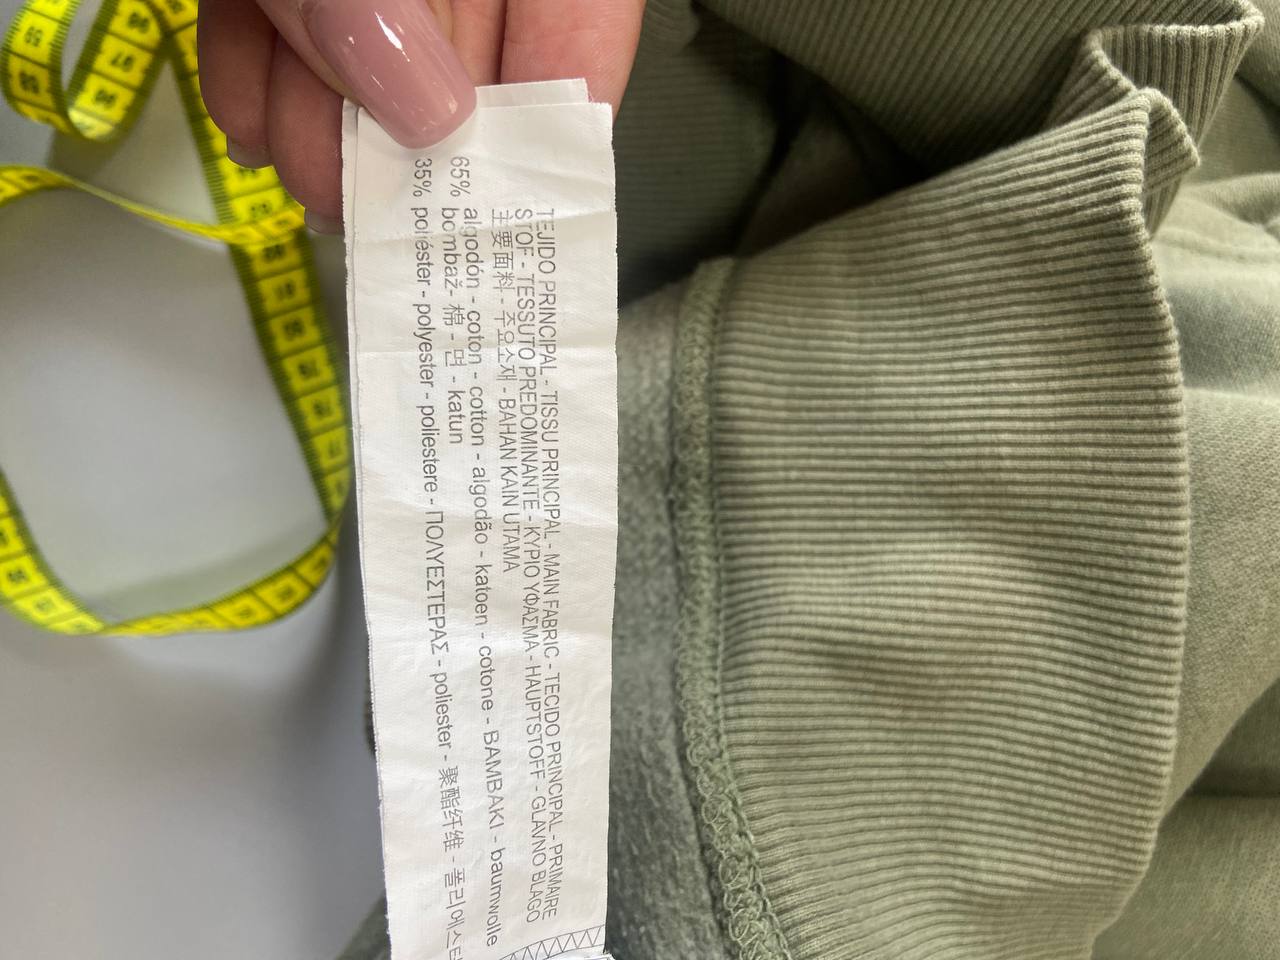 TEJIDO PRINCIPAL - TISSU PRINCIPAL - MAIN FABRIC - TECIDO PRINCIPAL - PRIMAIRE
STOF - TESSUTO PREDOMINANTE - ΚΥΡΙΟ ΥΦΑΣΜΑ - HAUPTSTOFF - GLAVNO BLAGO
主要面料 - 주요소재 - BAHAN KAIN UTAMA
65% algodón - coton - cotton - algodão - katoen - cotone - ΒΑΜΒΑΚΙ - baumwolle
bombaž- 棉 - 면 - katun
35% poliéster - polyester - poliestere - ΠΟΛΥΕΣΤΕΡΑΣ - poliester - 聚酯纤维 - 폴리에스터